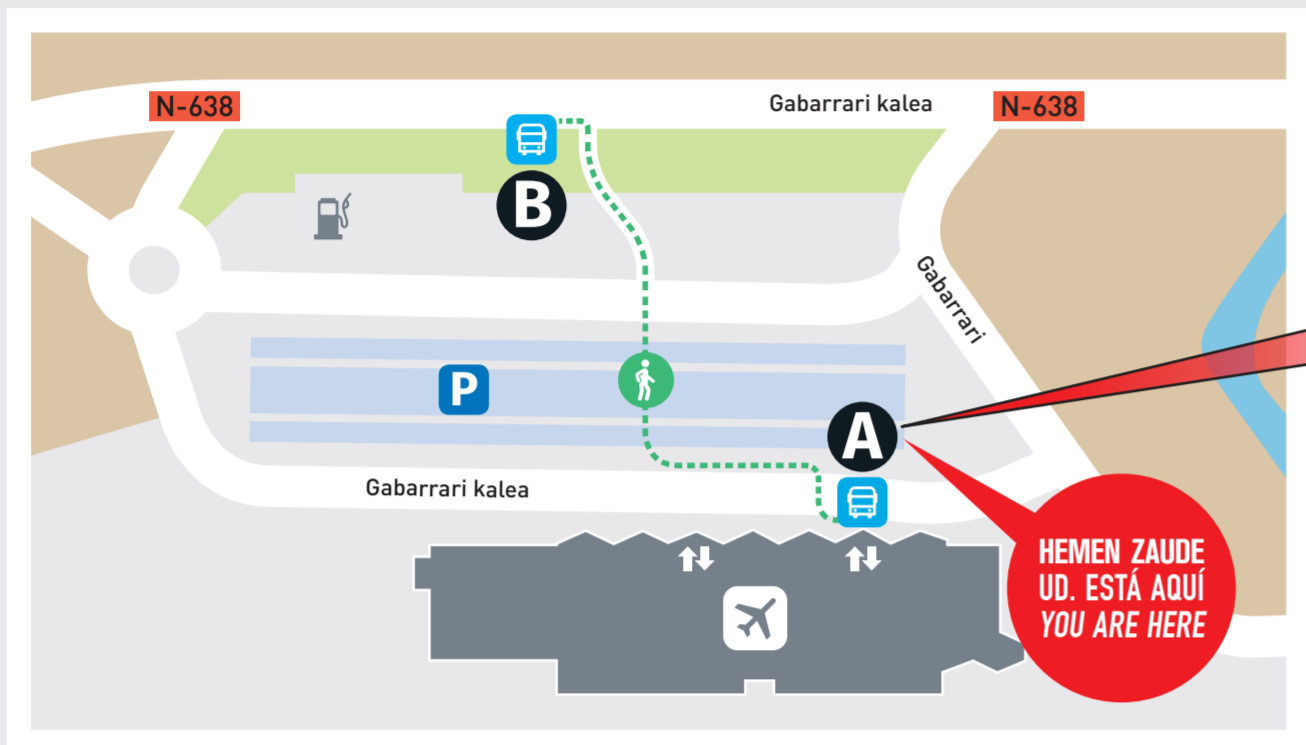 N-638
Gabarrari kalea
N-638
B
Gabarrari
P
A
Gabarrari kalea
HEMEN ZAUDE
UD. ESTÁ AQUÍ
YOU ARE HERE